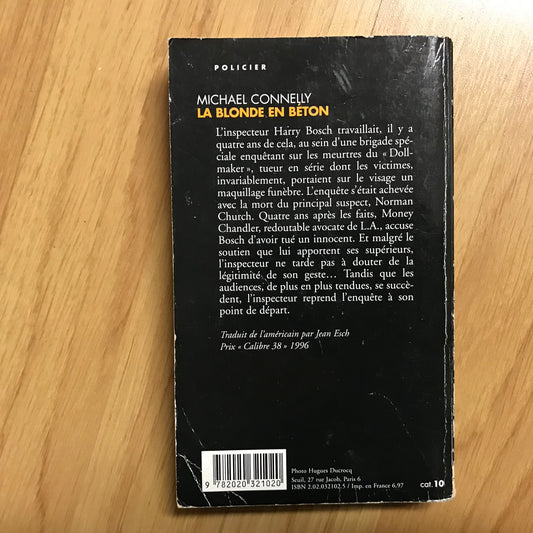 POLICIER
MICHAEL CONNELLY
LA BLONDE EN BÉTON
L'inspecteur Harry Bosch travaillait, il y a
quatre ans de cela, au sein d'une brigade spé-
ciale enquêtant sur les meurtres du « Doll-
maker », tueur en série dont les victimes,
invariablement, portaient sur le visage un
maquillage funèbre. L'enquête s'était achevée
avec la mort du principal suspect, Norman
Church. Quatre ans après les faits, Money
Chandler, redoutable avocate de L.A., accuse
Bosch d'avoir tué un innocent. Et malgré le
soutien que lui apportent ses supérieurs,
l'inspecteur ne tarde pas à douter de la
légitimité de son geste... Tandis que les
audiences, de plus en plus tendues, se succè-
dent, l'inspecteur reprend l'enquête à son
point de départ.
Traduit de l'américain par Jean Esch
Prix « Calibre 38 » 1996
Photo Hugues Ducrocq
Seuil, 27 rue Jacob, Paris 6
ISBN 2.02.032102.5 / Imp. en France 6.97
9 782020 321020
cat. 10